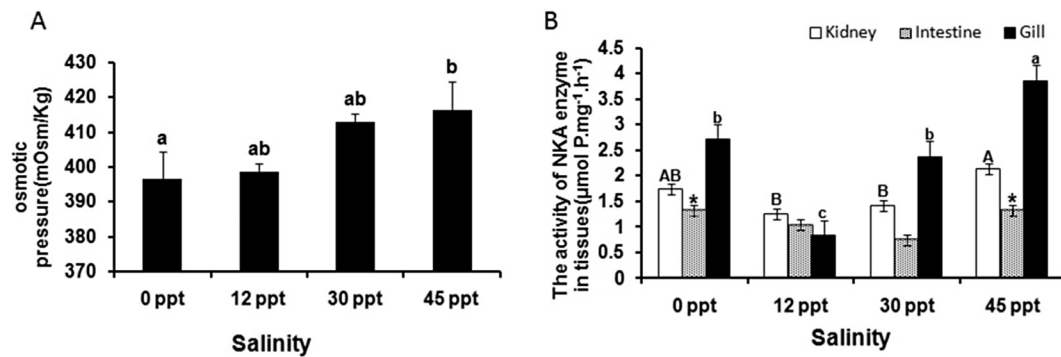 A
430
420
410
400
390
380
370
osmotic
pressure(mOsm/Kg)
a
ab
ab
b
0 ppt 12 ppt 30 ppt 45 ppt
Salinity
B
Kidney Intestine Gill
4.5
4
3.5
3
2.5
2
1.5
1
0.5
0
The activity of NKA enzyme
in tissues(µmol P.mg⁻¹.h⁻¹)
AB * b
B c
B b
A * a
0 ppt 12 ppt 30 ppt 45 ppt
Salinity